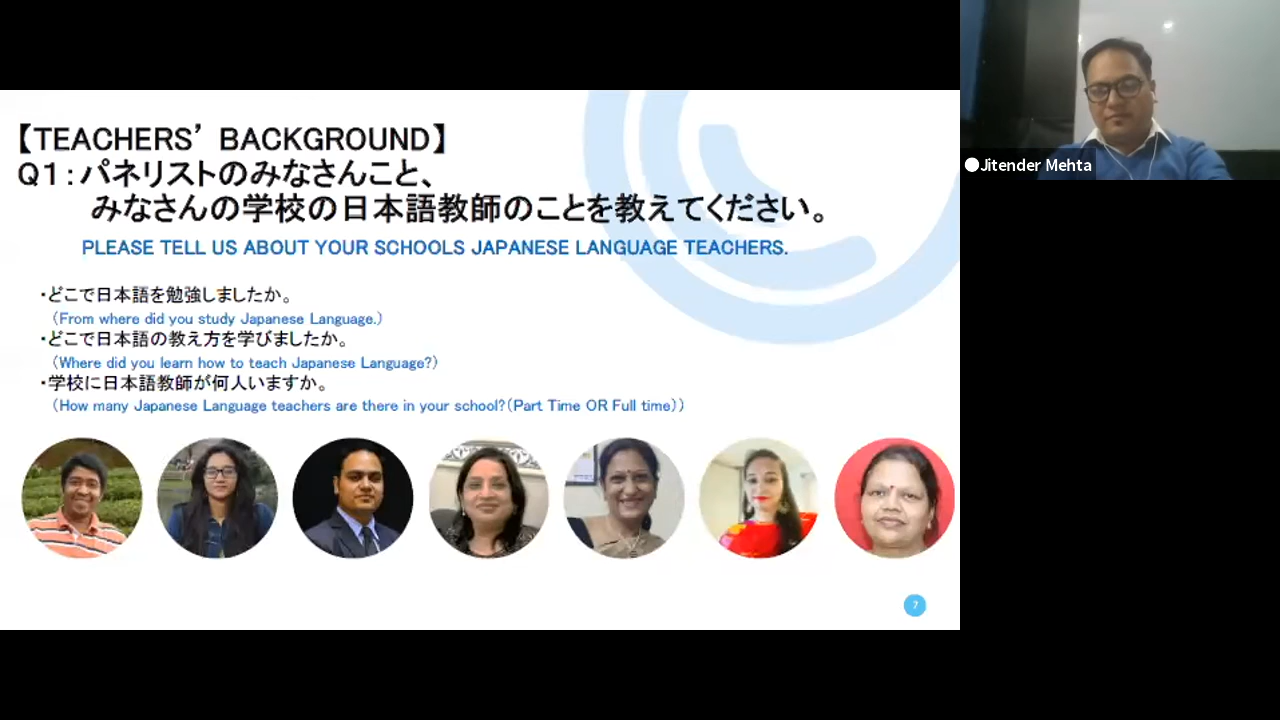 【TEACHERS’ BACKGROUND】
Q1：パネリストのみなさんこと、
みなさんの学校の日本語教師のことを教えてください。
PLEASE TELL US ABOUT YOUR SCHOOLS JAPANESE LANGUAGE TEACHERS.
・どこで日本語を勉強しましたか。
（From where did you study Japanese Language.）
・どこで日本語の教え方を学びましたか。
（Where did you learn how to teach Japanese Language?）
・学校に日本語教師が何人いますか。
（How many Japanese Language teachers are there in your school?（Part Time OR Full time））
7
Jitender Mehta